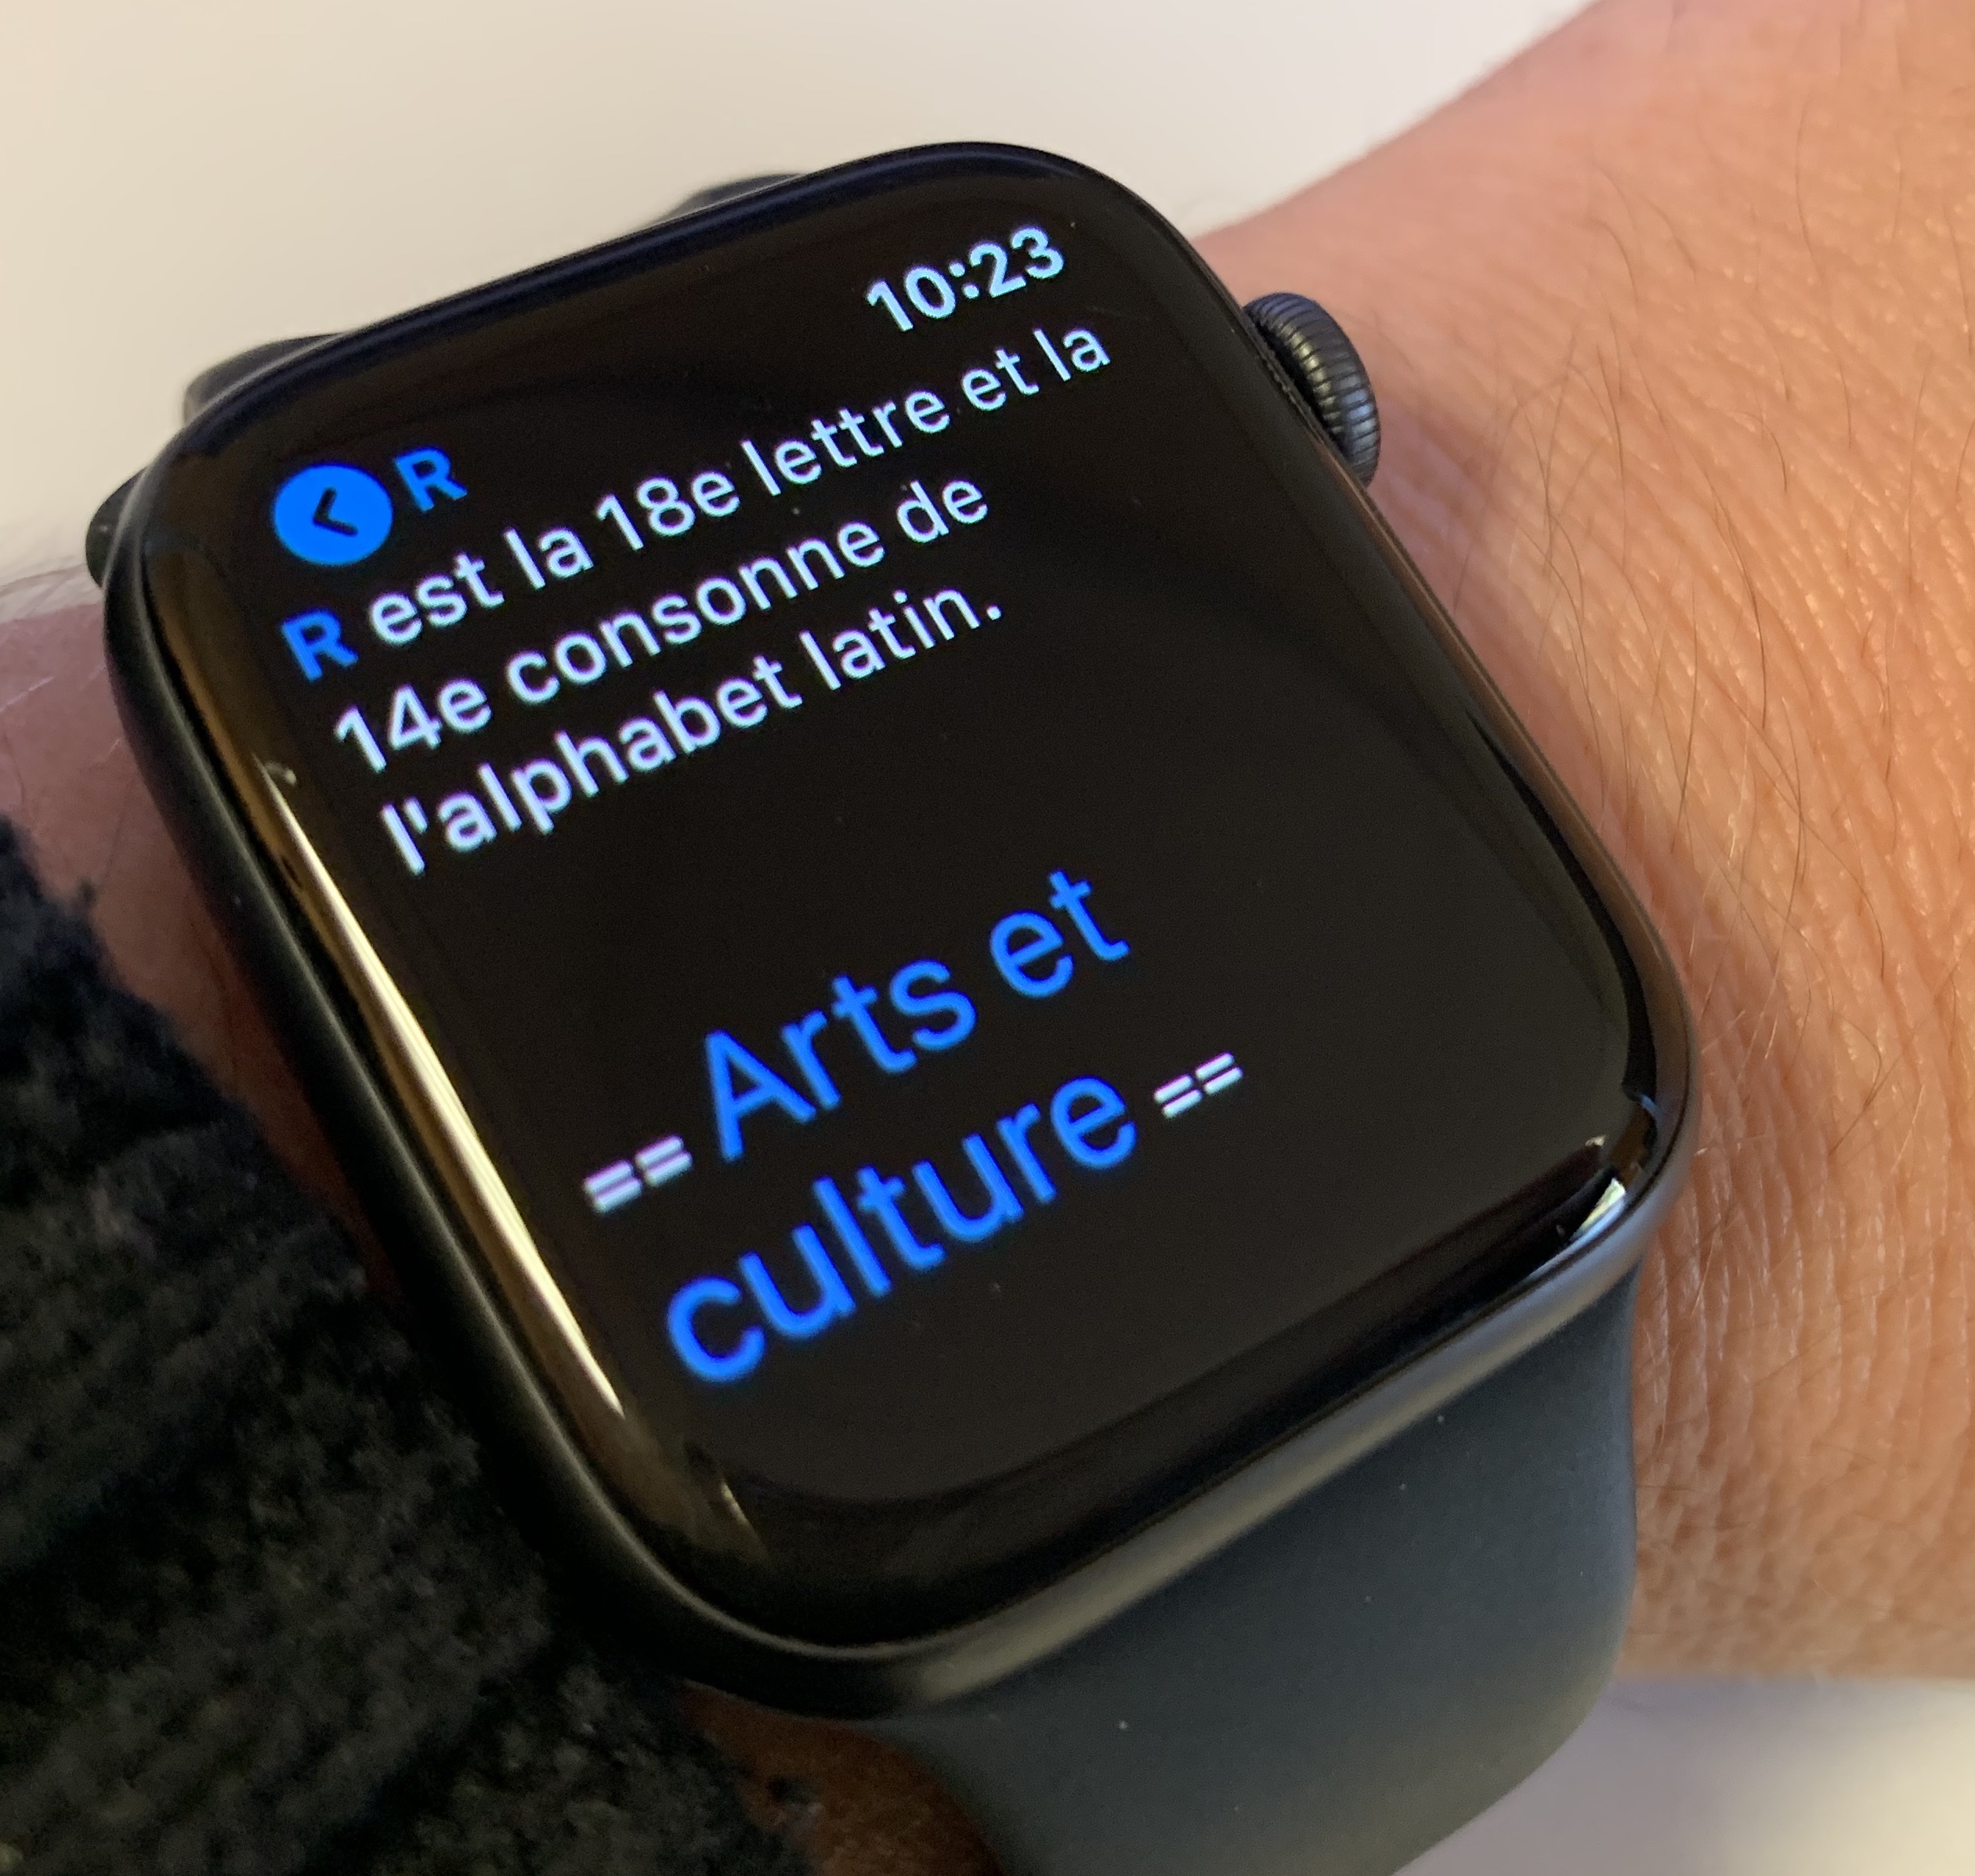 10:23
R
R est la 18e lettre et la
14e consonne de
l'alphabet latin.
== Arts et
culture ==